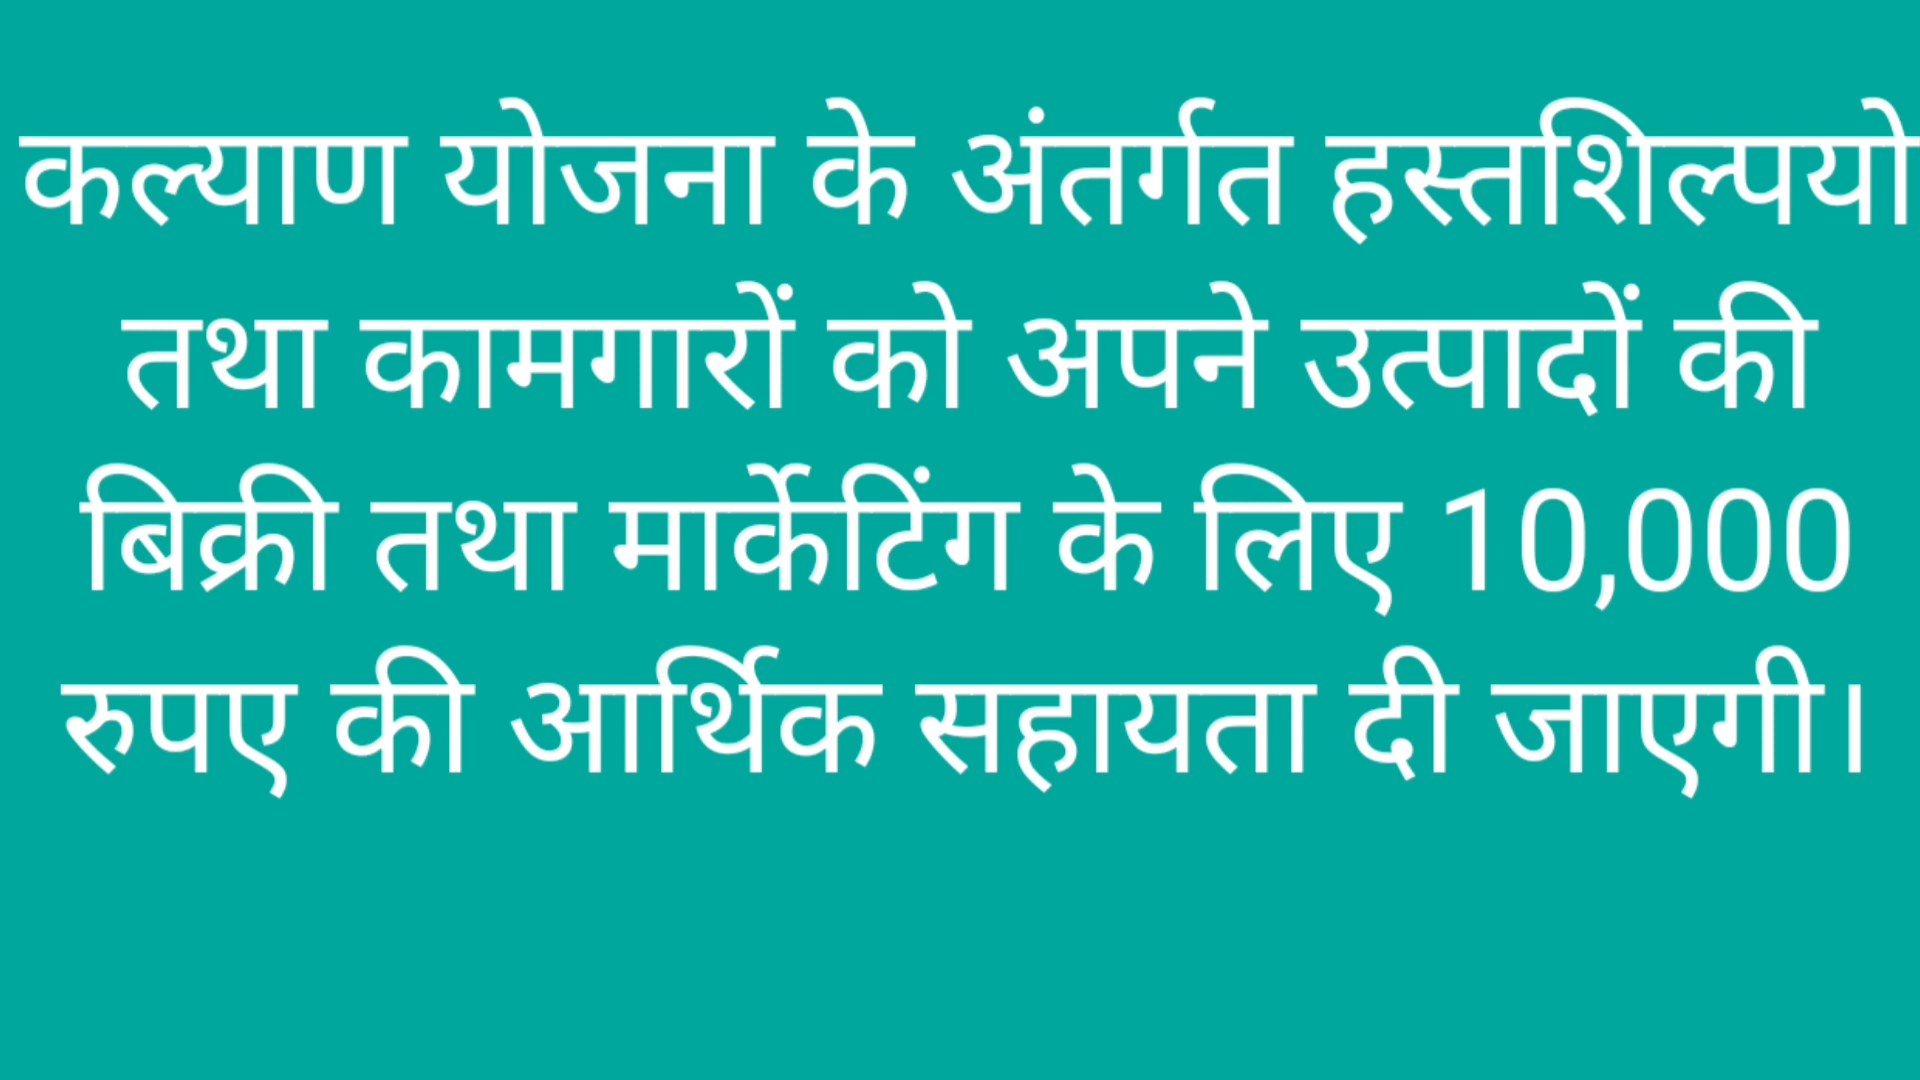 कल्याण योजना के अंतर्गत हस्तशिल्पयो
तथा कामगारों को अपने उत्पादों की
बिक्री तथा मार्केटिंग के लिए 10,000
रुपए की आर्थिक सहायता दी जाएगी।